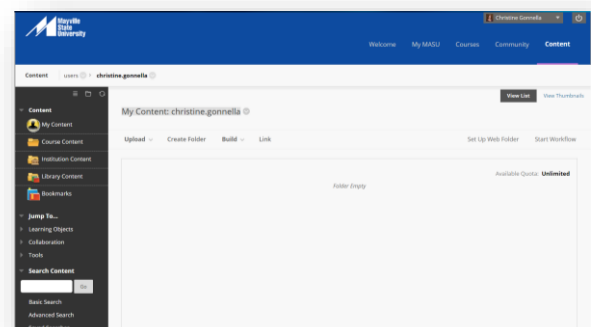 Mayville
State
University
Christine Gonnella
Welcome My MASU Courses Community Content
Content users christine.gonnella
View List View Thumbnails
Content
My Content: christine.gonnella
My Content
Upload Create Folder Build Link Set Up Web Folder Start Workflow
Course Content
Institution Content
Available Quota: Unlimited
Library Content
Folder Empty
Bookmarks
Jump To...
Learning Objects
Collaboration
Tools
Search Content
Go
Basic Search
Advanced Search